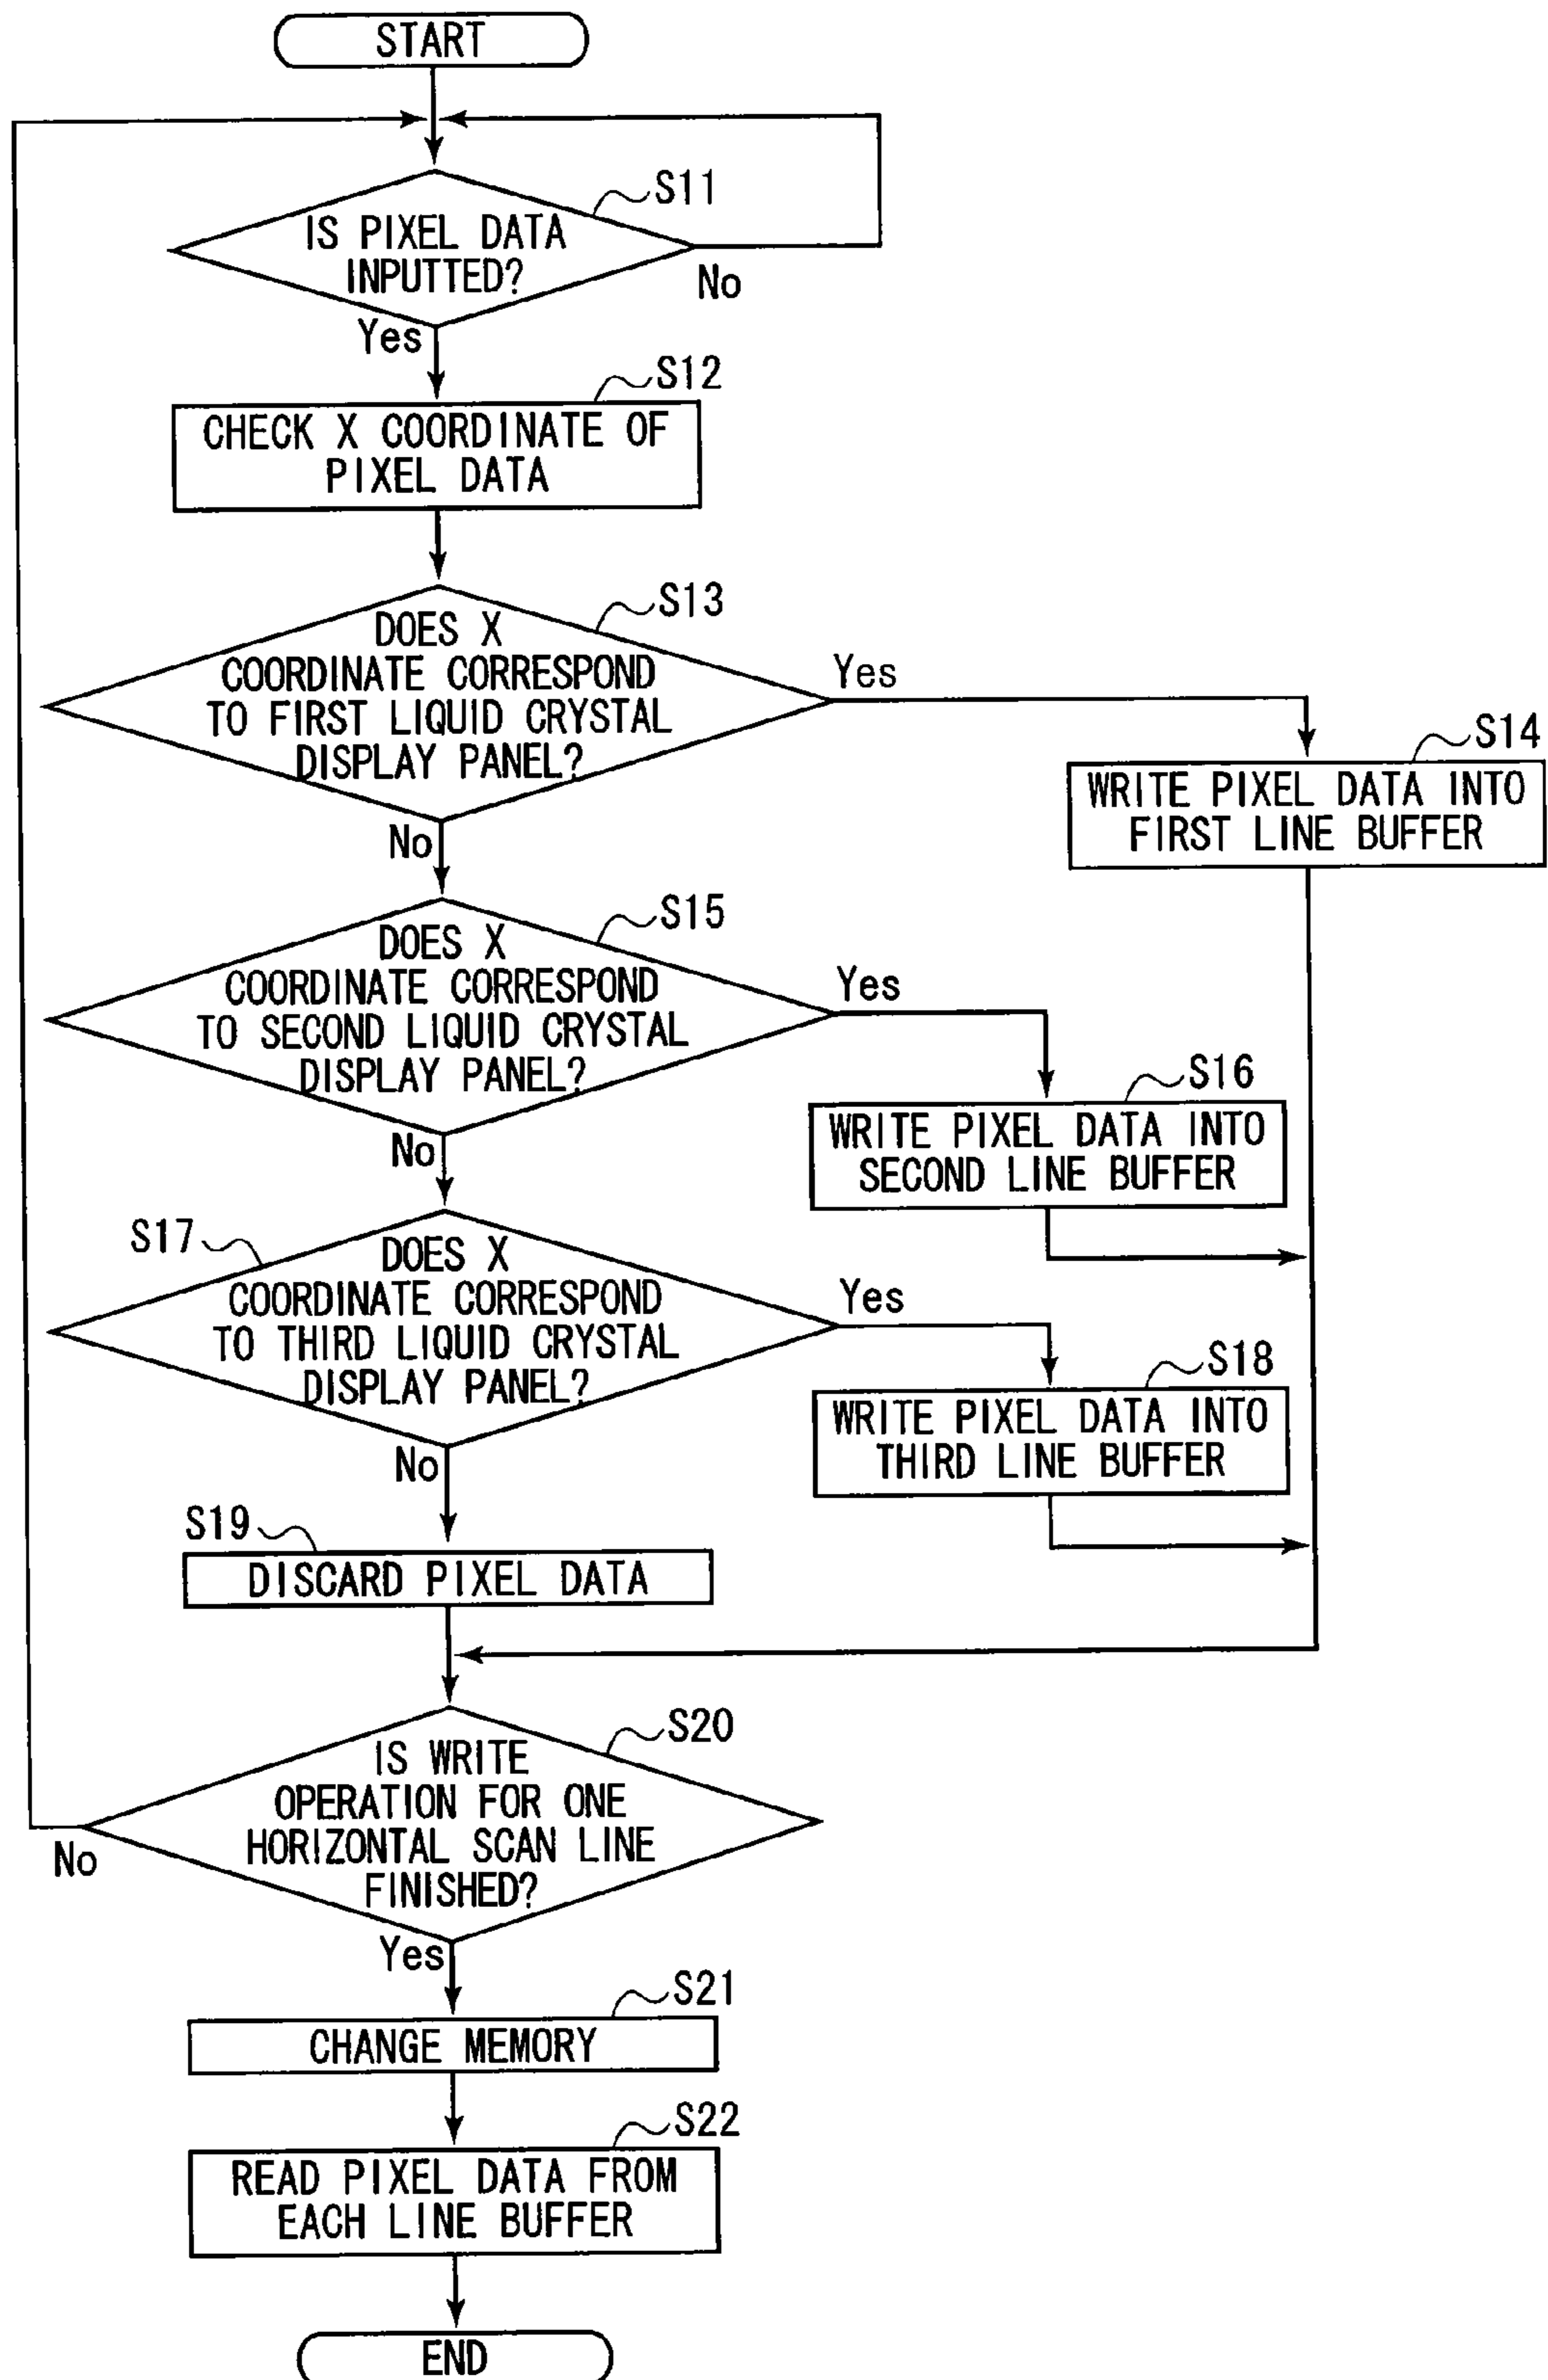 START
S11
IS PIXEL DATA
INPUTTED?
No
Yes
S12
CHECK X COORDINATE OF
PIXEL DATA
S13
DOES X
COORDINATE CORRESPOND
TO FIRST LIQUID CRYSTAL
DISPLAY PANEL?
Yes
S14
WRITE PIXEL DATA INTO
FIRST LINE BUFFER
No
S15
DOES X
COORDINATE CORRESPOND
TO SECOND LIQUID CRYSTAL
DISPLAY PANEL?
Yes
S16
WRITE PIXEL DATA INTO
SECOND LINE BUFFER
No
S17
DOES X
COORDINATE CORRESPOND
TO THIRD LIQUID CRYSTAL
DISPLAY PANEL?
Yes
S18
WRITE PIXEL DATA INTO
THIRD LINE BUFFER
No
S19
DISCARD PIXEL DATA
S20
IS WRITE
OPERATION FOR ONE
HORIZONTAL SCAN LINE
FINISHED?
No
Yes
S21
CHANGE MEMORY
S22
READ PIXEL DATA FROM
EACH LINE BUFFER
END